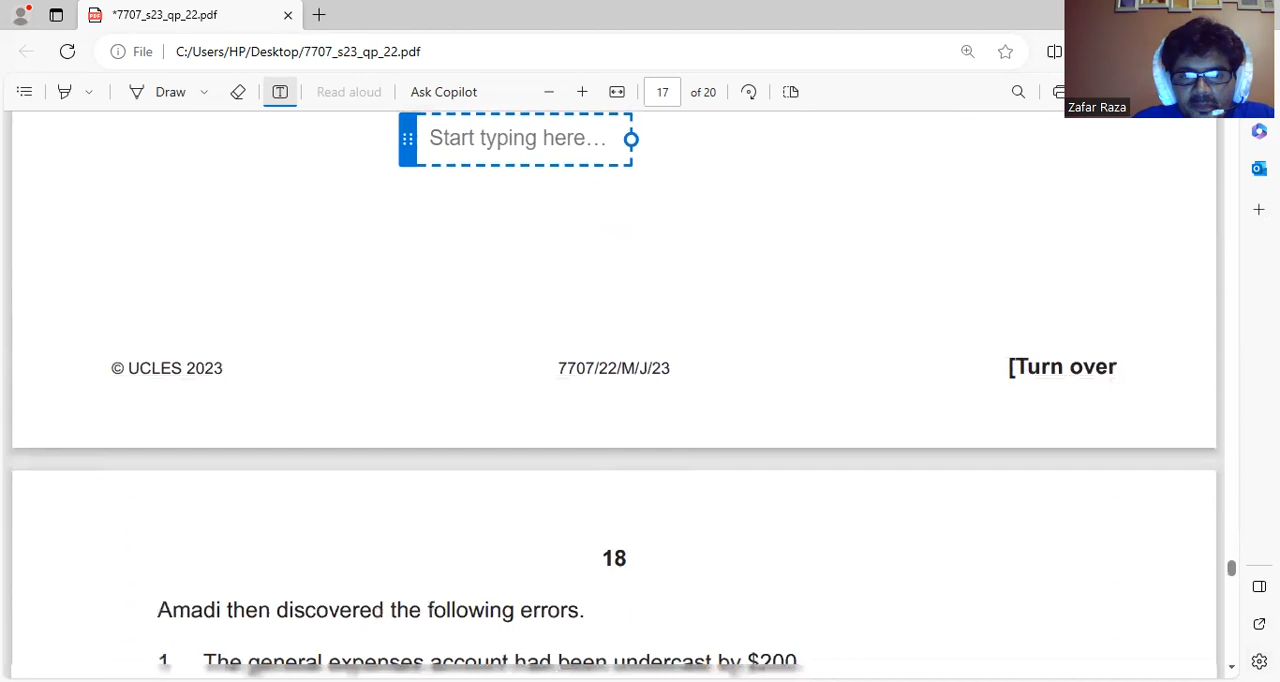 *7707_s23_qp_22.pdf
File
C:/Users/HP/Desktop/7707_s23_qp_22.pdf
Draw
Read aloud
Ask Copilot
17
of 20
Zafar Raza
Start typing here...
© UCLES 2023
7707/22/M/J/23
[Turn over
18
Amadi then discovered the following errors.
1 The general expenses account had been undercast by $200